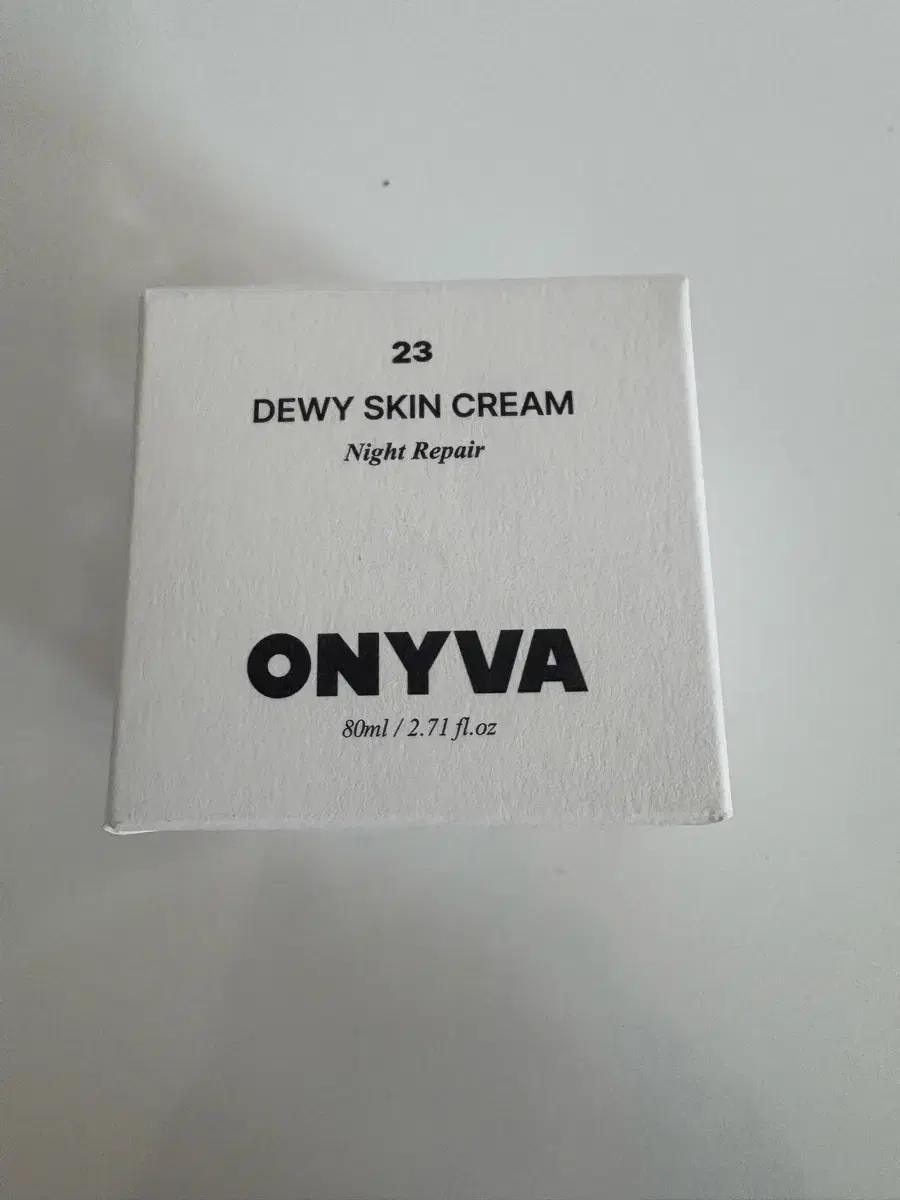 23
DEWY SKIN CREAM
Night Repair
ONYVA
80ml / 2.71 fl.oz